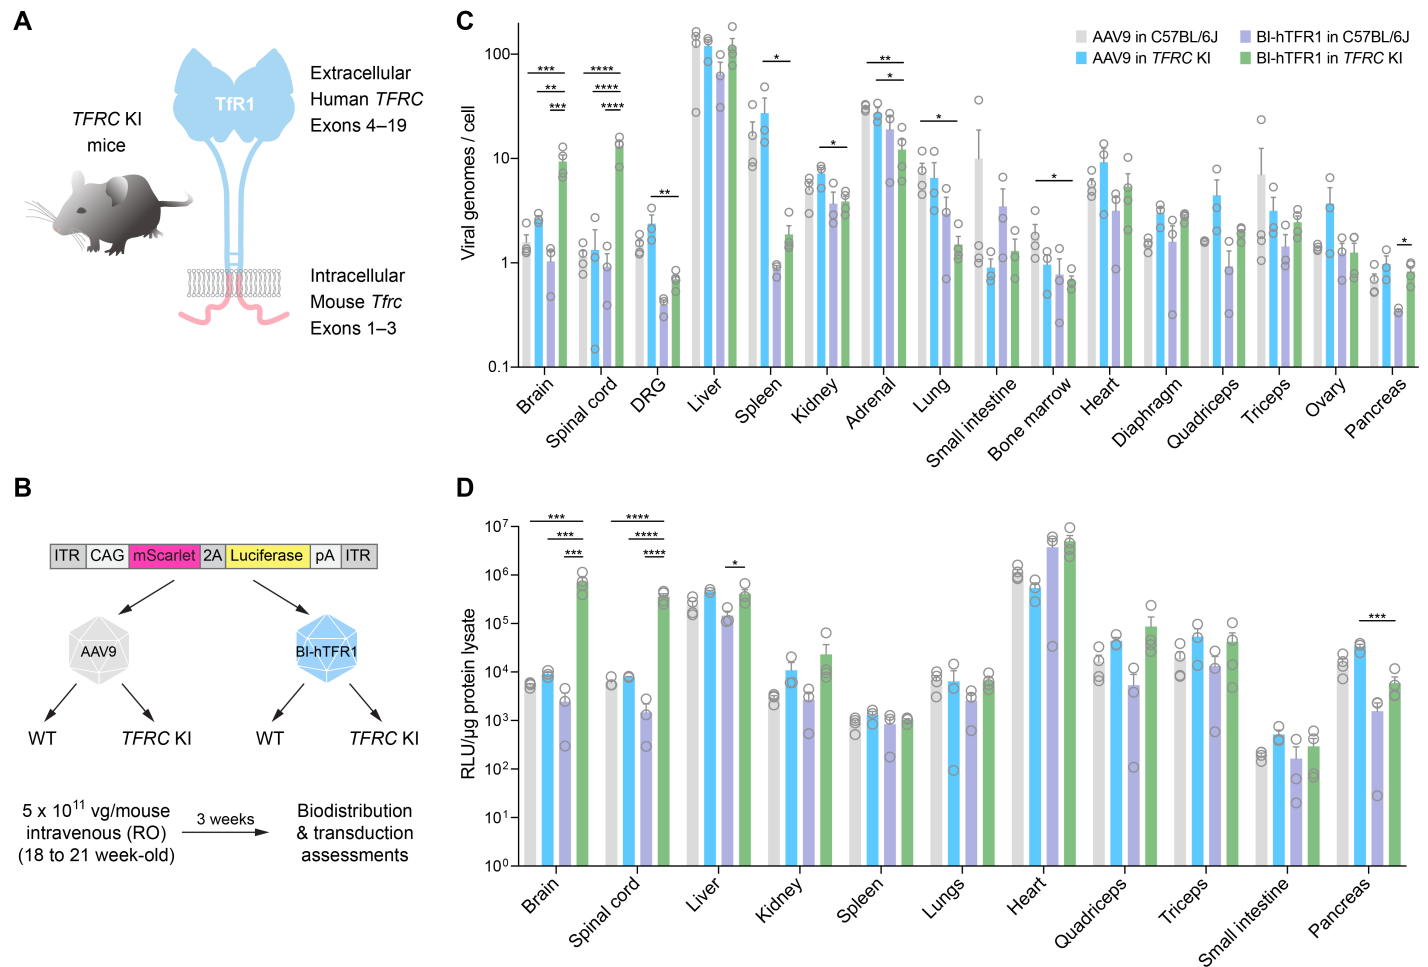 A
TFRC KI
mice
TfR1
Extracellular
Human TFRC
Exons 4–19
Intracellular
Mouse Tfrc
Exons 1–3
B
ITR CAG mScarlet 2A Luciferase pA ITR
AAV9
BI-hTFR1
WT
TFRC KI
WT
TFRC KI
5 x 10¹¹ vg/mouse
intravenous (RO)
(18 to 21 week-old)
3 weeks
Biodistribution
& transduction
assessments
C
AAV9 in C57BL/6J
AAV9 in TFRC KI
BI-hTFR1 in C57BL/6J
BI-hTFR1 in TFRC KI
Viral genomes / cell
100
10
1
0.1
***
**
***
****
****
****
**
*
*
**
*
*
*
*
Brain
Spinal cord
DRG
Liver
Spleen
Kidney
Adrenal
Lung
Small intestine
Bone marrow
Heart
Diaphragm
Quadriceps
Triceps
Ovary
Pancreas
D
RLU/µg protein lysate
10⁷
10⁶
10⁵
10⁴
10³
10²
10¹
10⁰
***
***
***
****
****
****
*
***
Brain
Spinal cord
Liver
Kidney
Spleen
Lungs
Heart
Quadriceps
Triceps
Small intestine
Pancreas